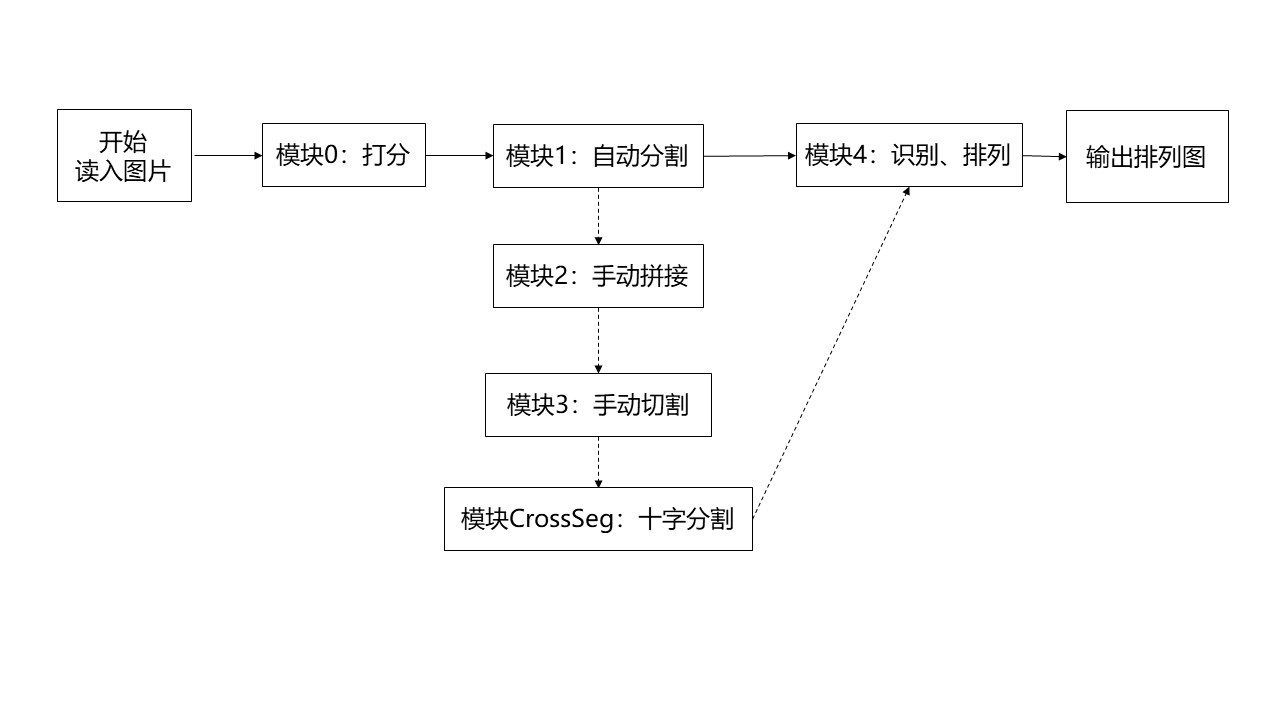 开始
读入图片
模块0：打分
模块1：自动分割
模块4：识别、排列
输出排列图
模块2：手动拼接
模块3：手动切割
模块CrossSeg：十字分割